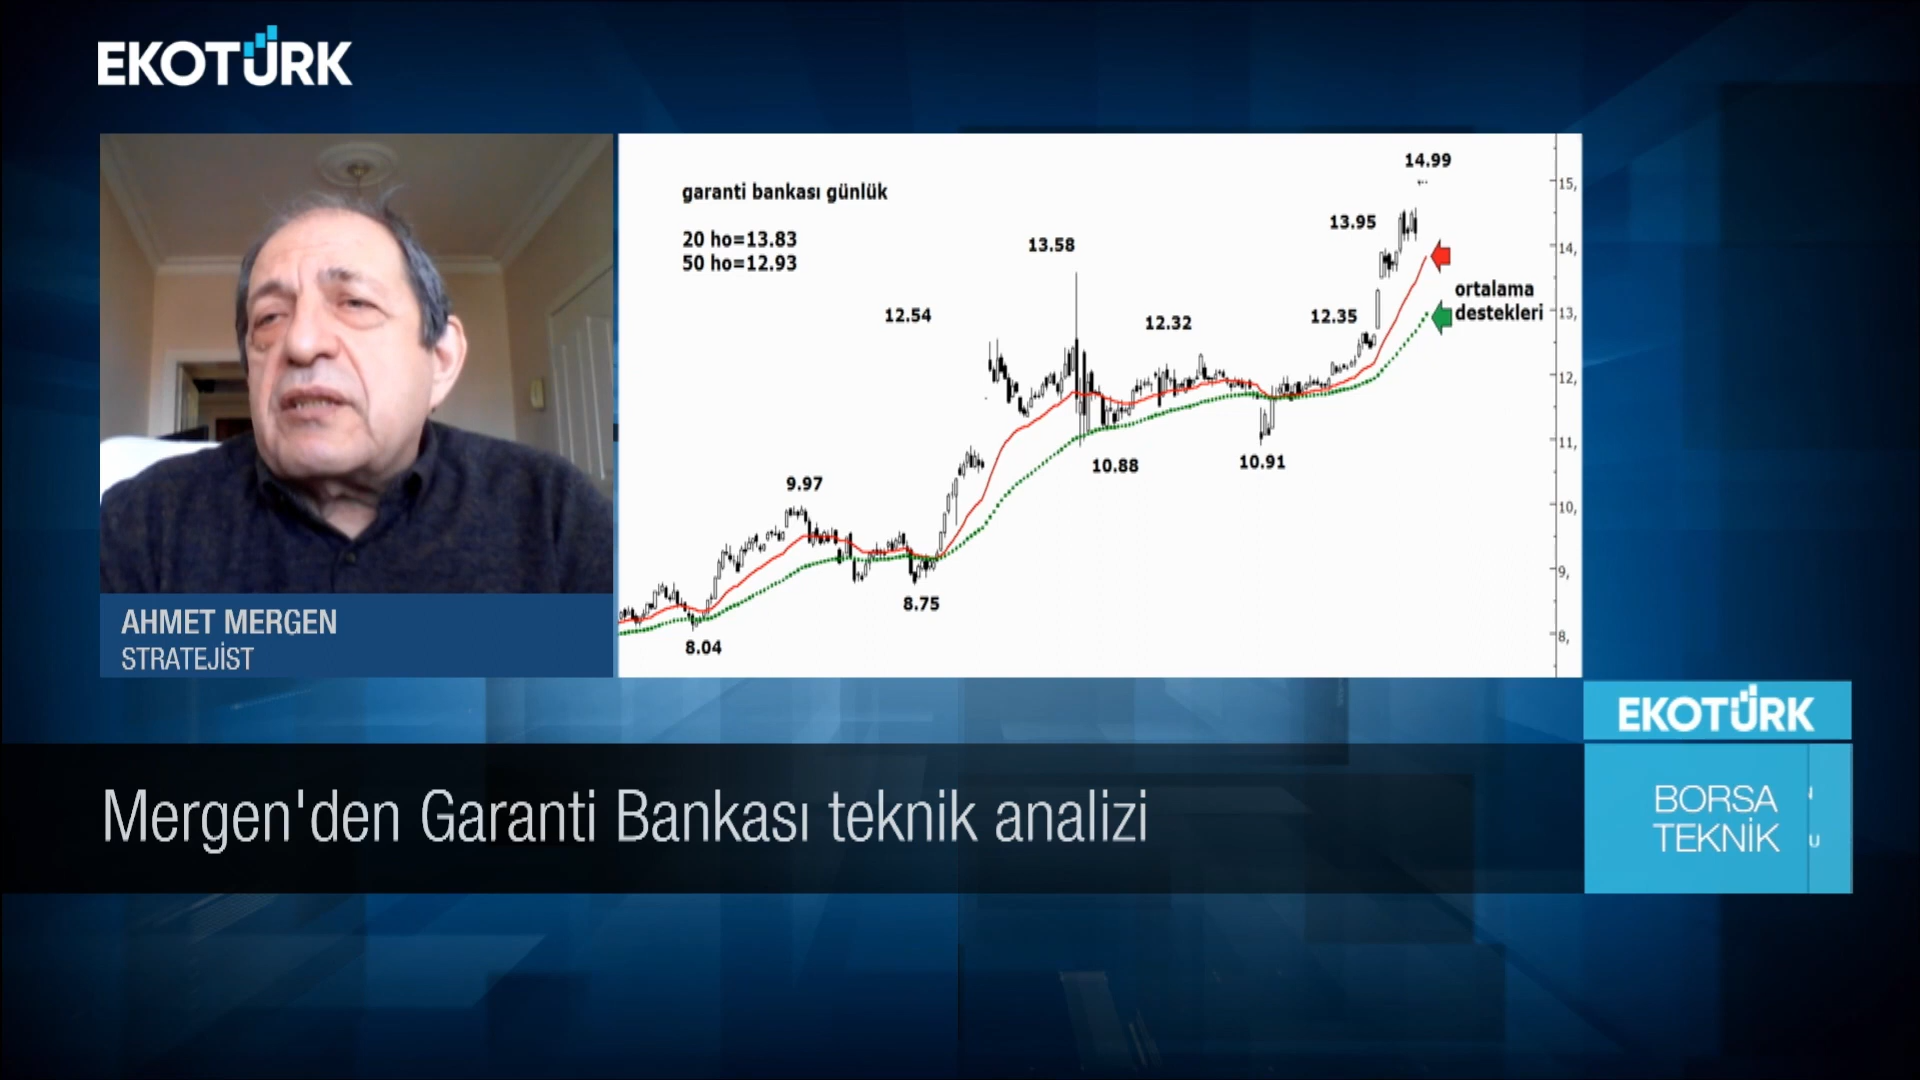 EKOTÜRK
garanti bankası günlük
20 ho=13.83
50 ho=12.93
14.99
13.95
13.58
12.54
12.32
12.35
ortalama
destekleri
10.88
10.91
9.97
8.75
8.04
15,
14,
13,
12,
11,
10,
9,
8,
AHMET MERGEN
STRATEJİST
EKOTÜRK
Mergen'den Garanti Bankası teknik analizi
BORSA
TEKNİK
U